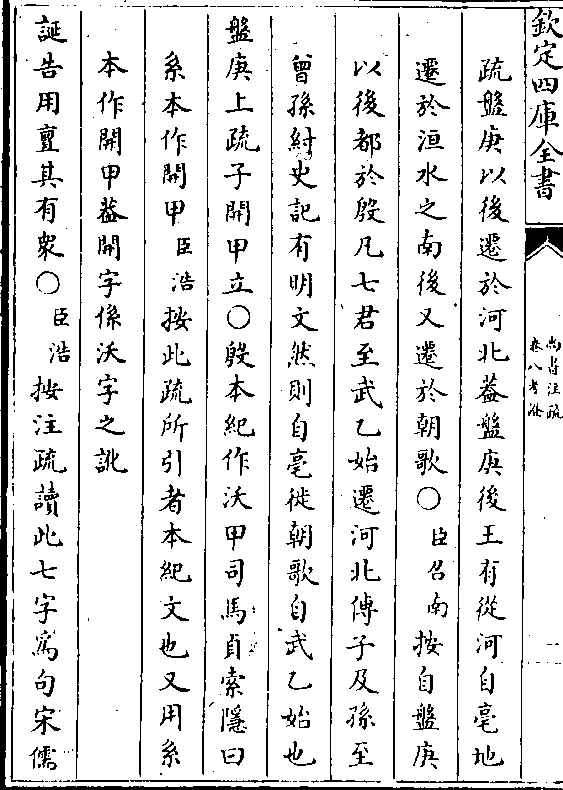 欽定四庫全書
尚書注疏
卷八考證
一
疏盤庚以後遷於河北葢盤庚後王有從河自亳地
遷於洹水之南後又遷於朝歌○臣召南按自盤庚
以後都於殷凡七君至武乙始遷河北傳子及孫至
曾孫紂史記有明文然則自亳徙朝歌自武乙始也
盤庚上疏子開甲立○殷本紀作沃甲司馬貞索隱曰
系本作開甲臣浩按此疏所引者本紀文也又用系
本作開甲葢開字係沃字之訛
誕告用亶其有衆○臣浩按注疏讀此七字為句宋儒